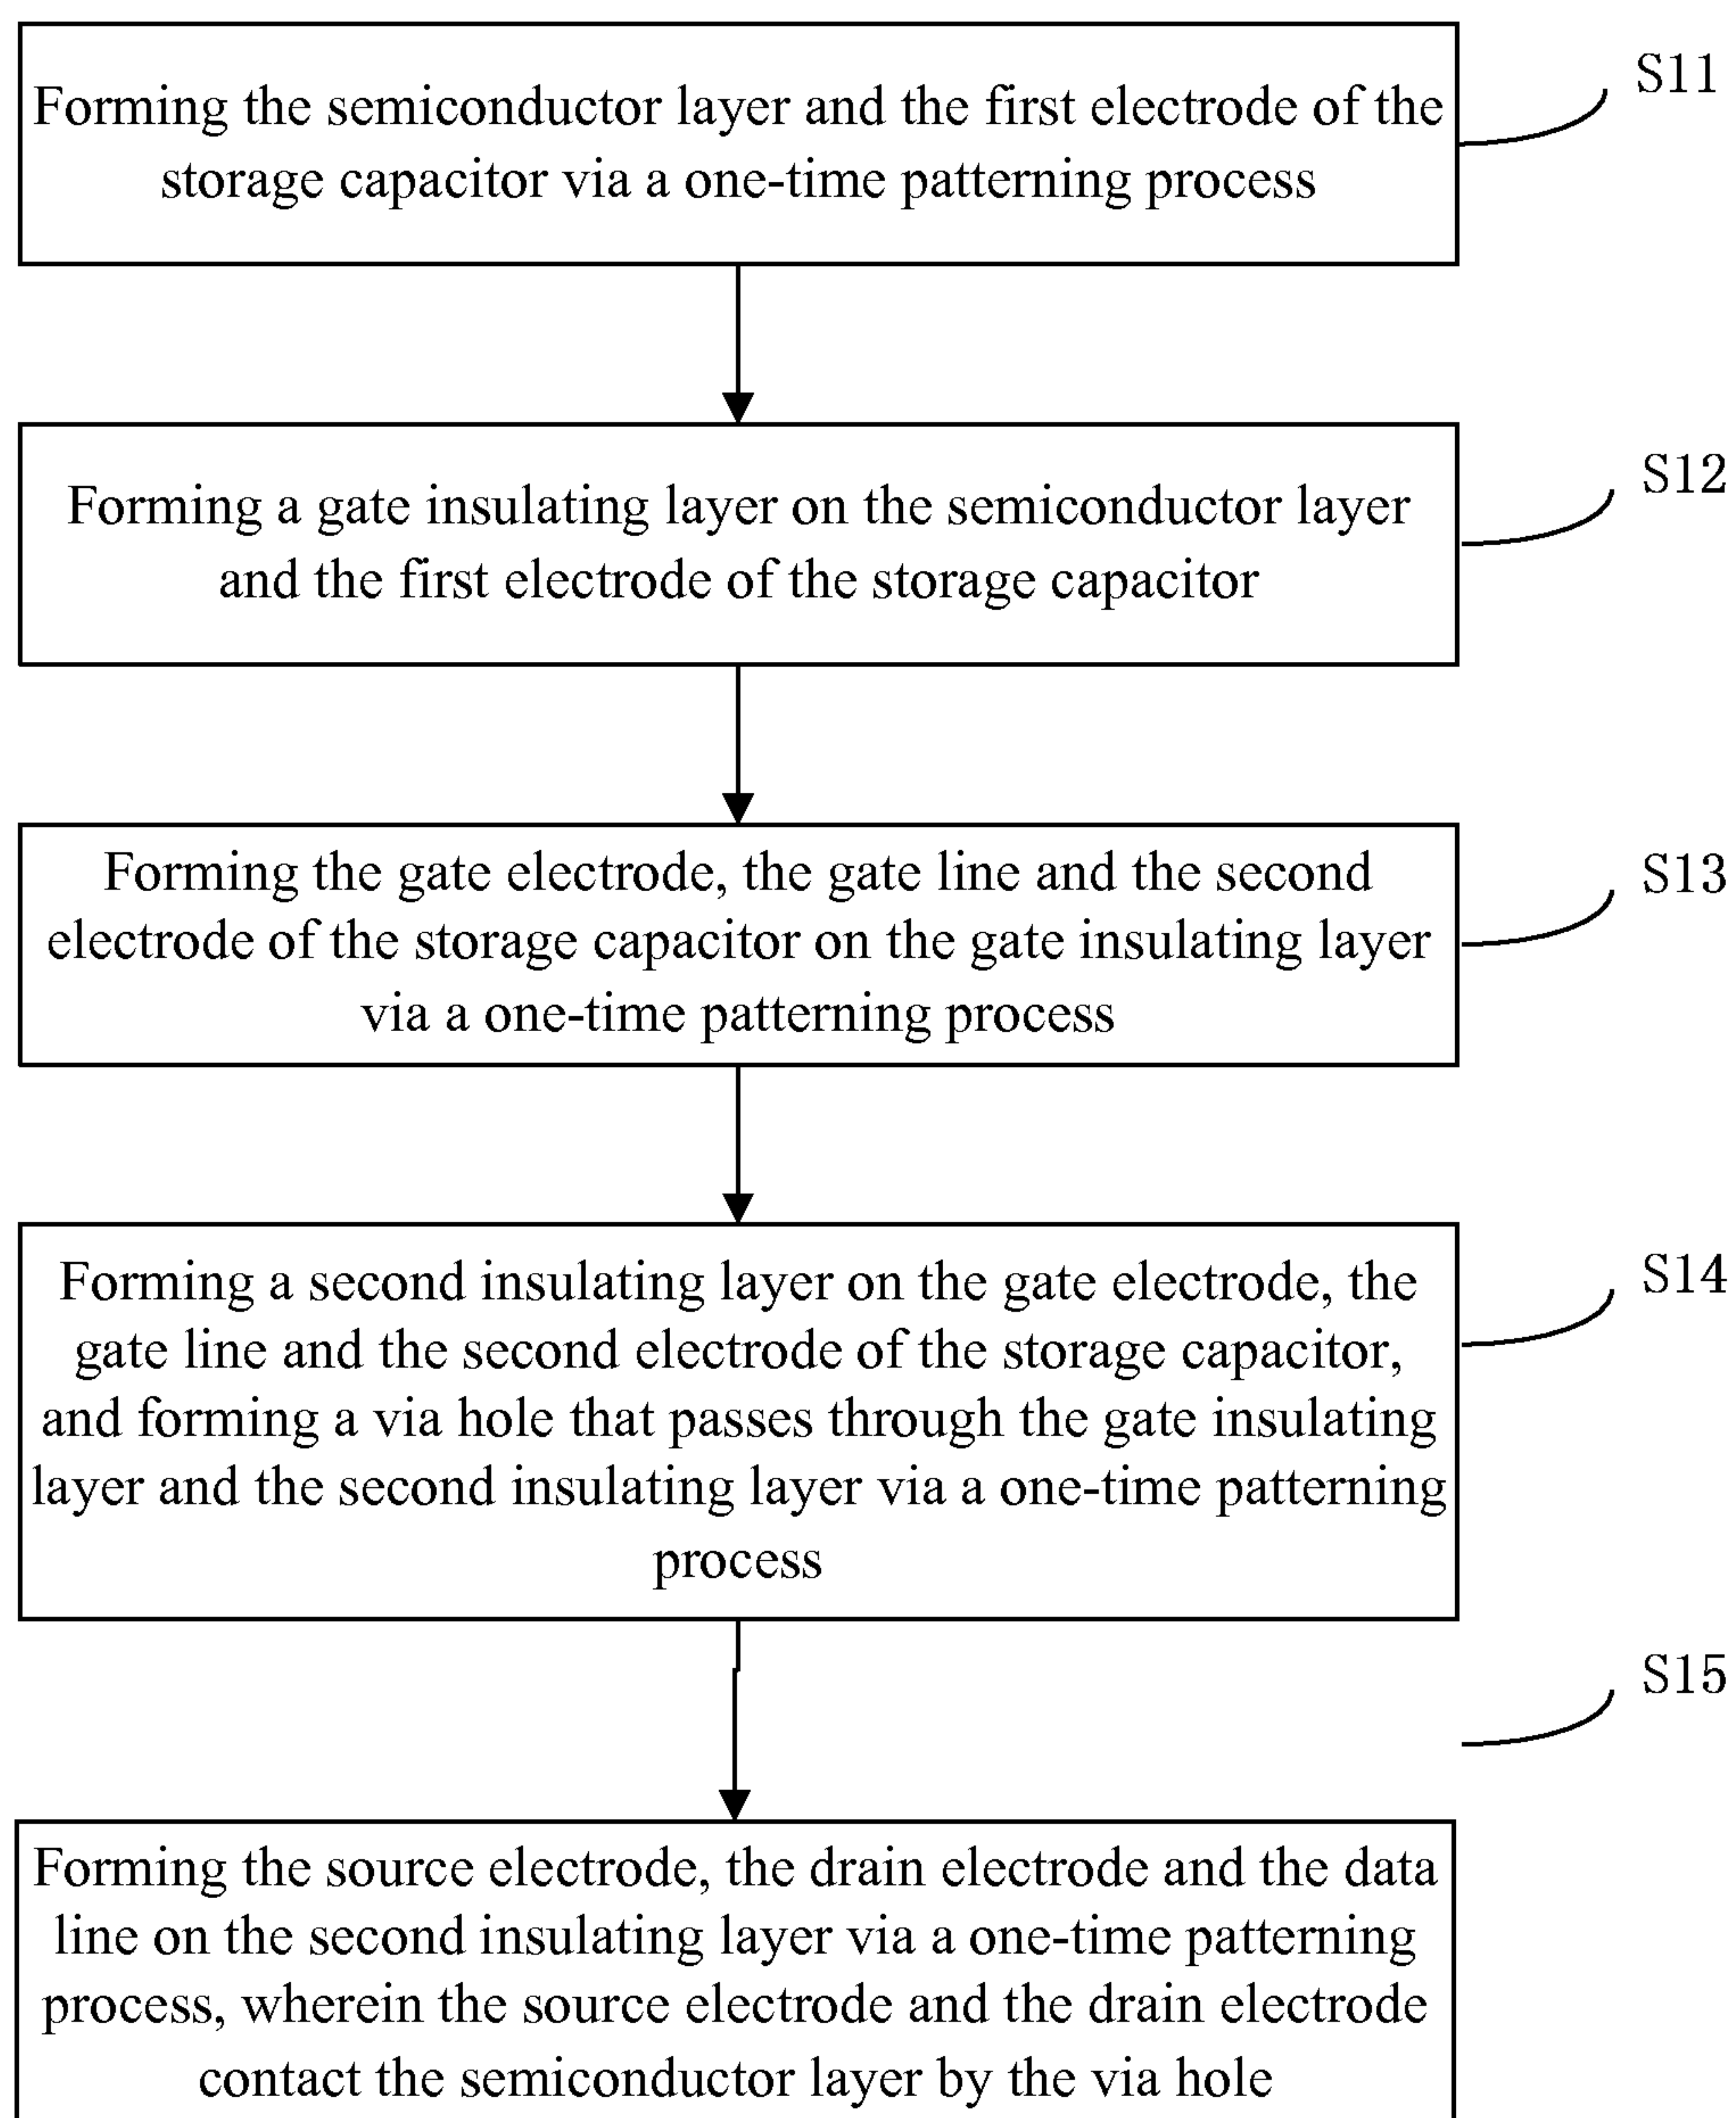 Forming the semiconductor layer and the first electrode of the
storage capacitor via a one-time patterning process
S11
Forming a gate insulating layer on the semiconductor layer
and the first electrode of the storage capacitor
S12
Forming the gate electrode, the gate line and the second
electrode of the storage capacitor on the gate insulating layer
via a one-time patterning process
S13
Forming a second insulating layer on the gate electrode, the
gate line and the second electrode of the storage capacitor,
and forming a via hole that passes through the gate insulating
layer and the second insulating layer via a one-time patterning
process
S14
S15
Forming the source electrode, the drain electrode and the data
line on the second insulating layer via a one-time patterning
process, wherein the source electrode and the drain electrode
contact the semiconductor layer by the via hole